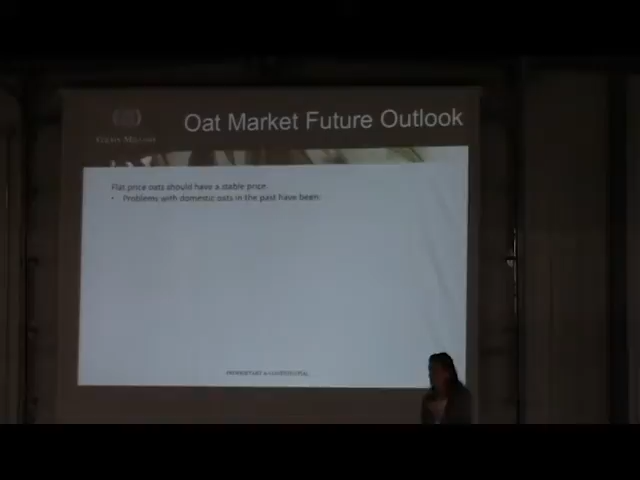 Oat Market Future Outlook
Flat price oats should have a stable price.
• Problems with domestic oats in the past have been: